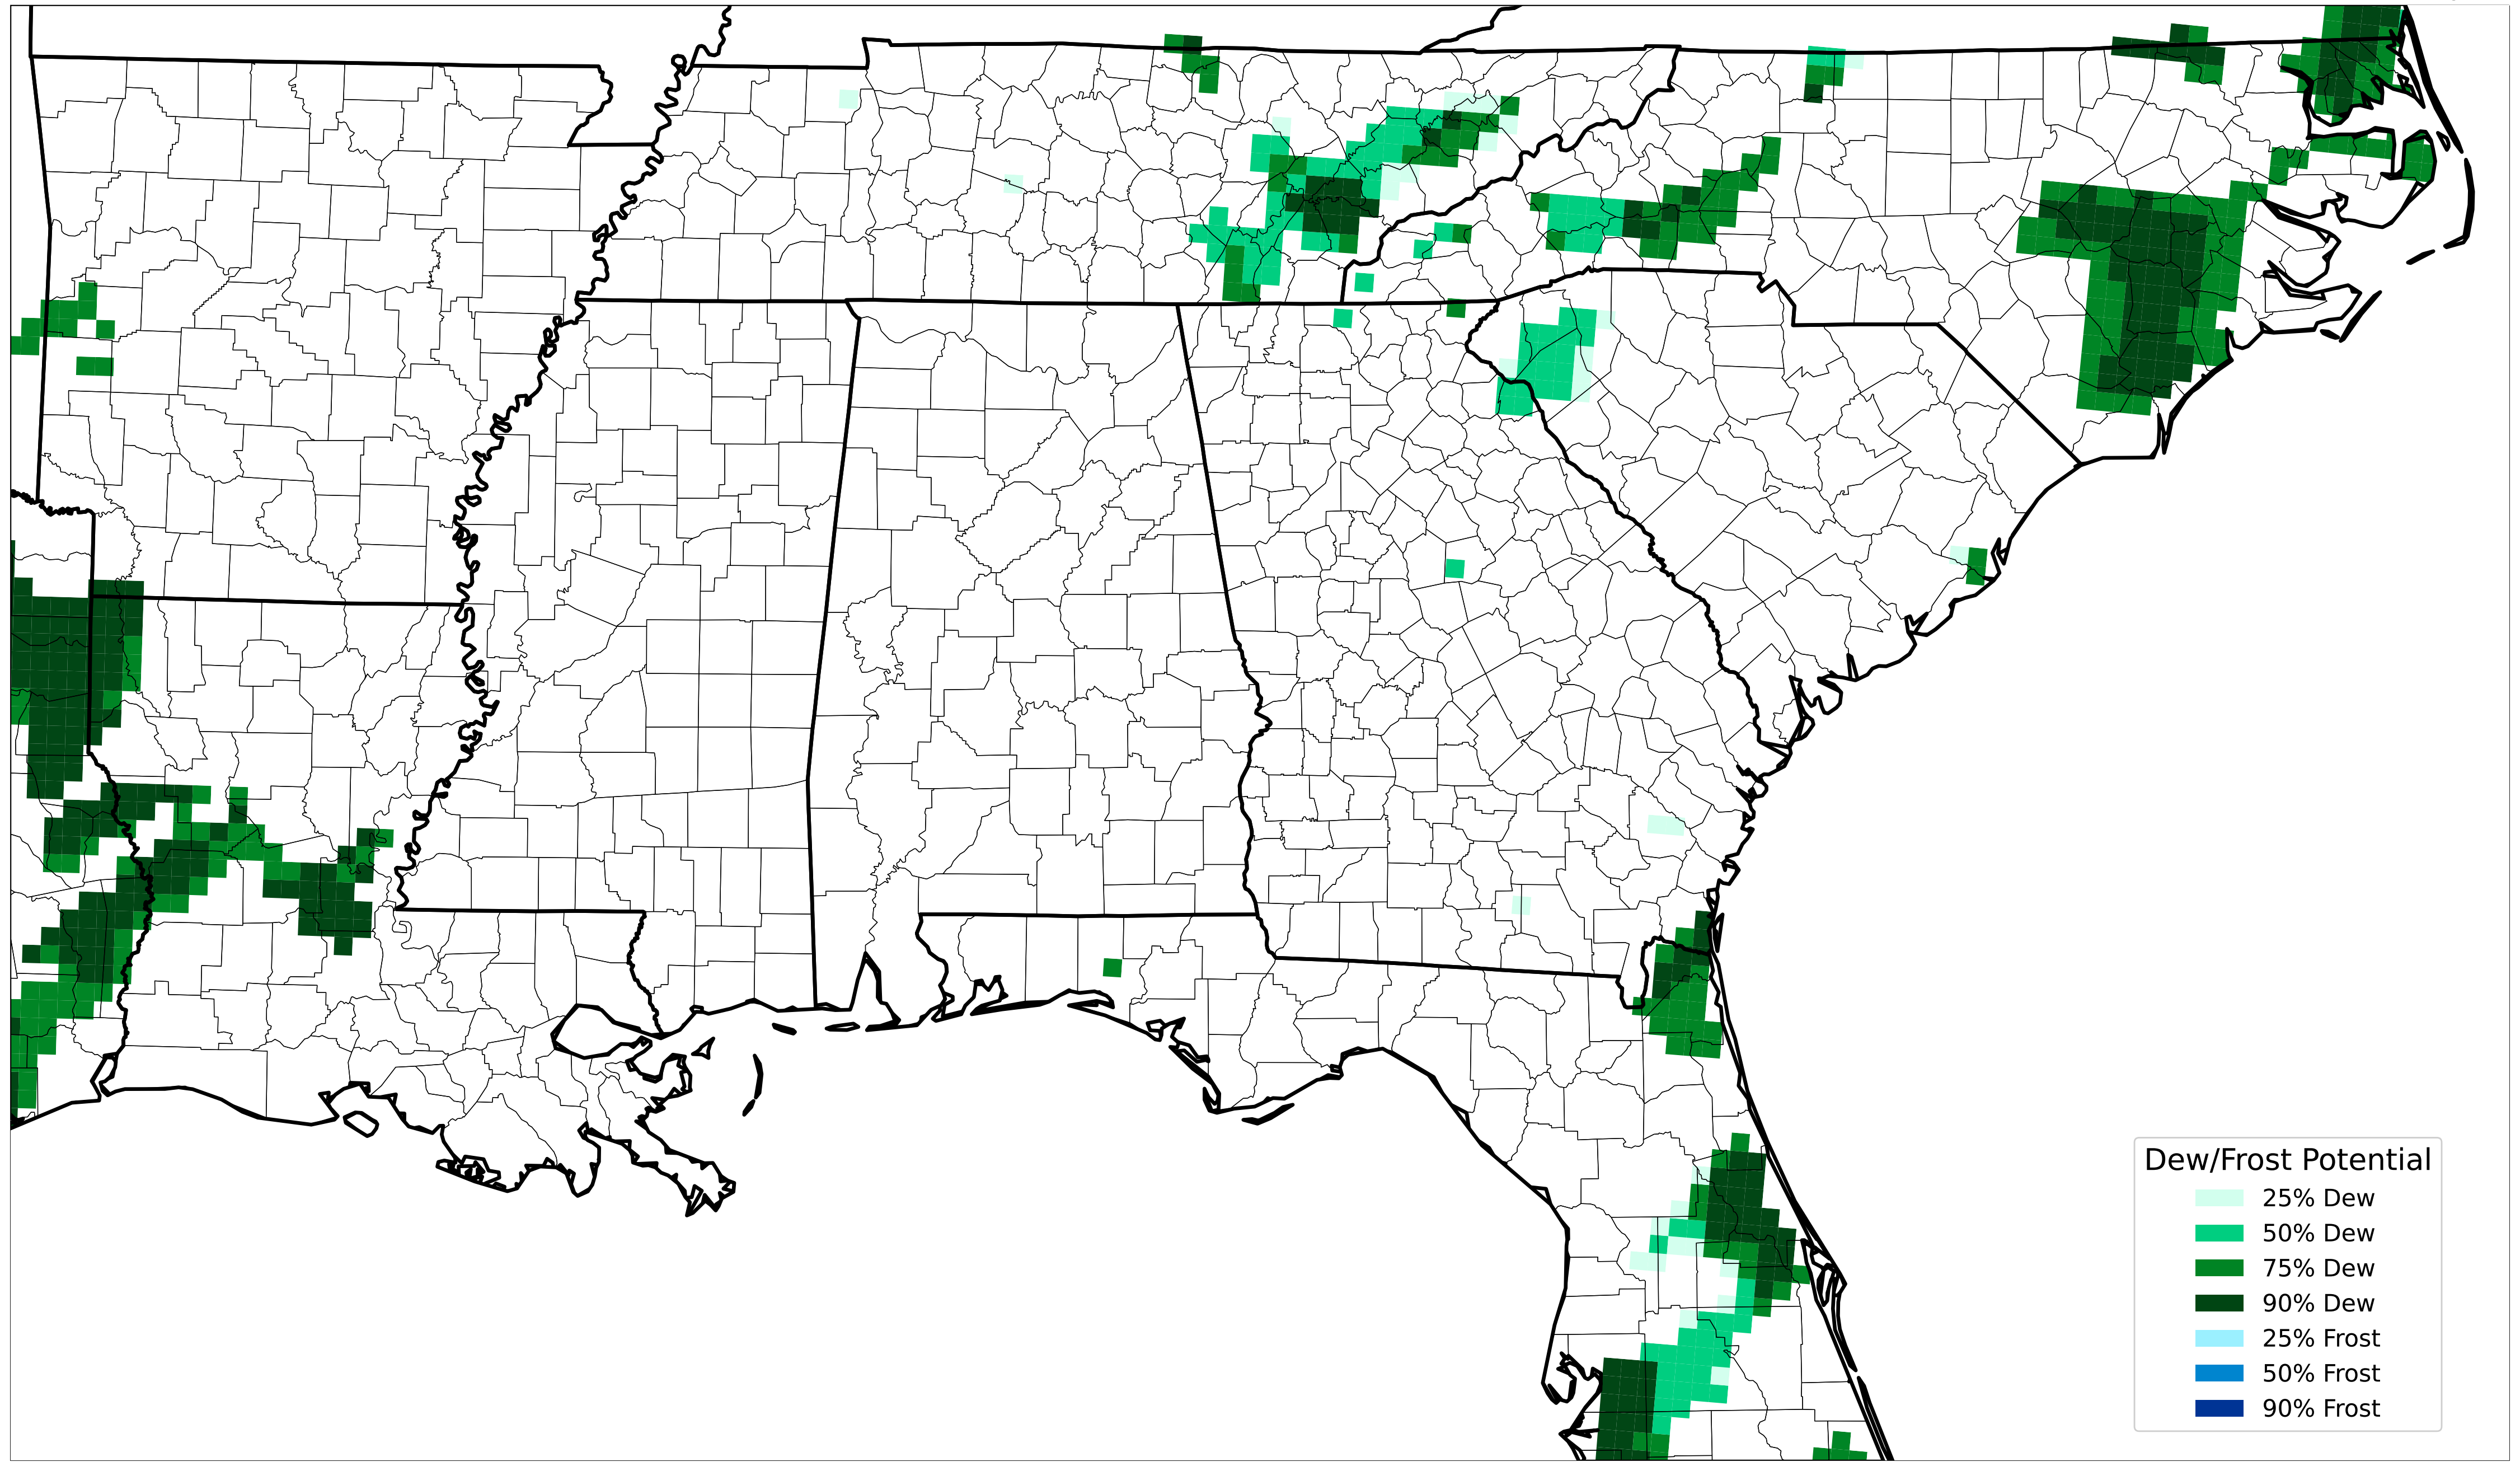 Dew/Frost Potential
25% Dew
50% Dew
75% Dew
90% Dew
25% Frost
50% Frost
90% Frost